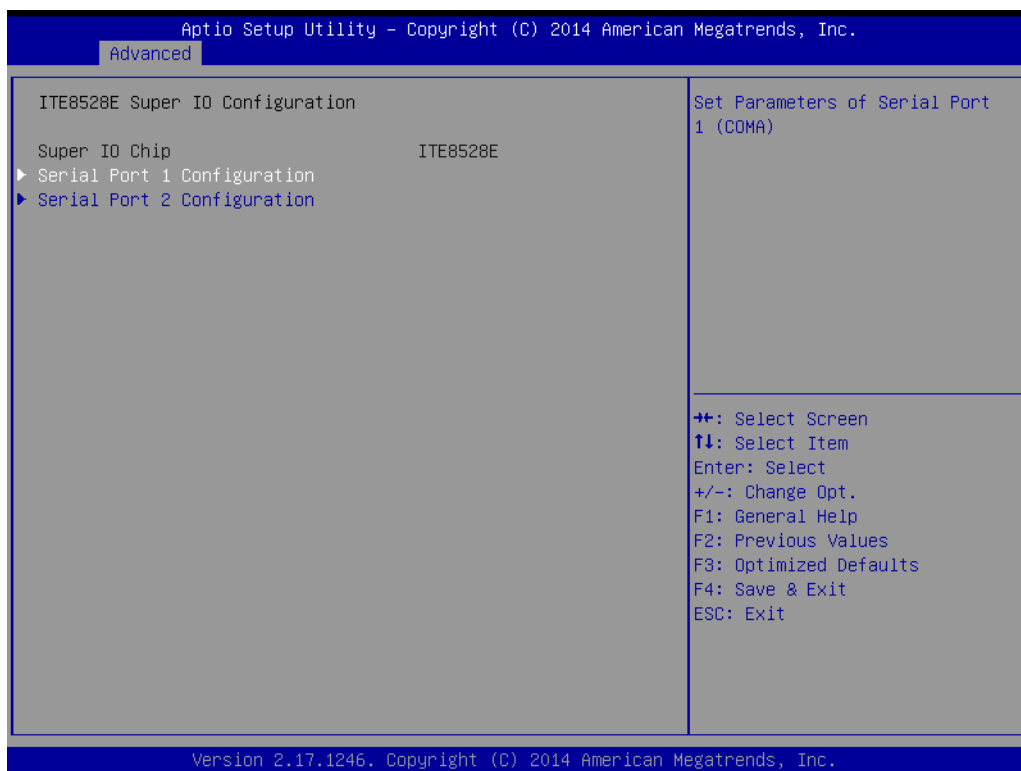 Aptio Setup Utility – Copyright (C) 2014 American Megatrends, Inc.
Advanced
ITE8528E Super IO Configuration
Super IO Chip ITE8528E
▶ Serial Port 1 Configuration
▶ Serial Port 2 Configuration
Set Parameters of Serial Port
1 (COMA)
→←: Select Screen
↑↓: Select Item
Enter: Select
+/-: Change Opt.
F1: General Help
F2: Previous Values
F3: Optimized Defaults
F4: Save & Exit
ESC: Exit
Version 2.17.1246. Copyright (C) 2014 American Megatrends, Inc.